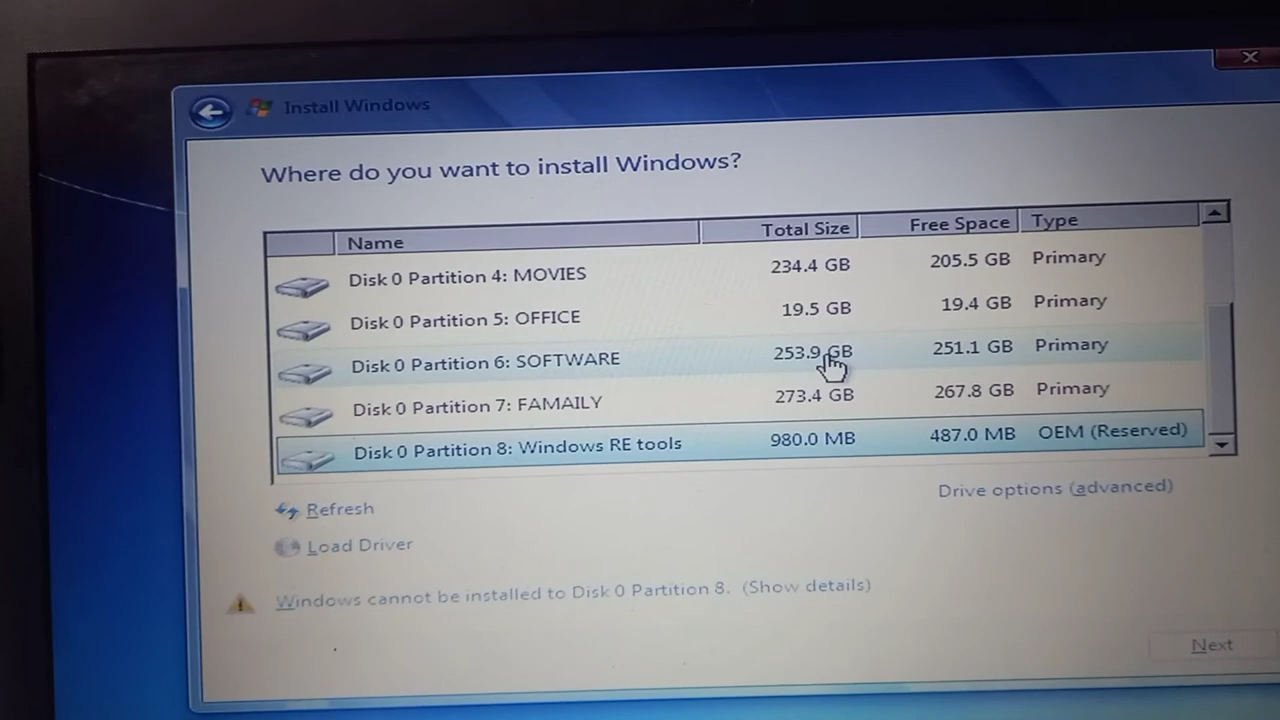 Install Windows
Where do you want to install Windows?
Name Total Size Free Space Type
Disk 0 Partition 4: MOVIES 234.4 GB 205.5 GB Primary
Disk 0 Partition 5: OFFICE 19.5 GB 19.4 GB Primary
Disk 0 Partition 6: SOFTWARE 253.9 GB 251.1 GB Primary
Disk 0 Partition 7: FAMAILY 273.4 GB 267.8 GB Primary
Disk 0 Partition 8: Windows RE tools 980.0 MB 487.0 MB OEM (Reserved)
Refresh Drive options (advanced)
Load Driver
Windows cannot be installed to Disk 0 Partition 8. (Show details)
Next